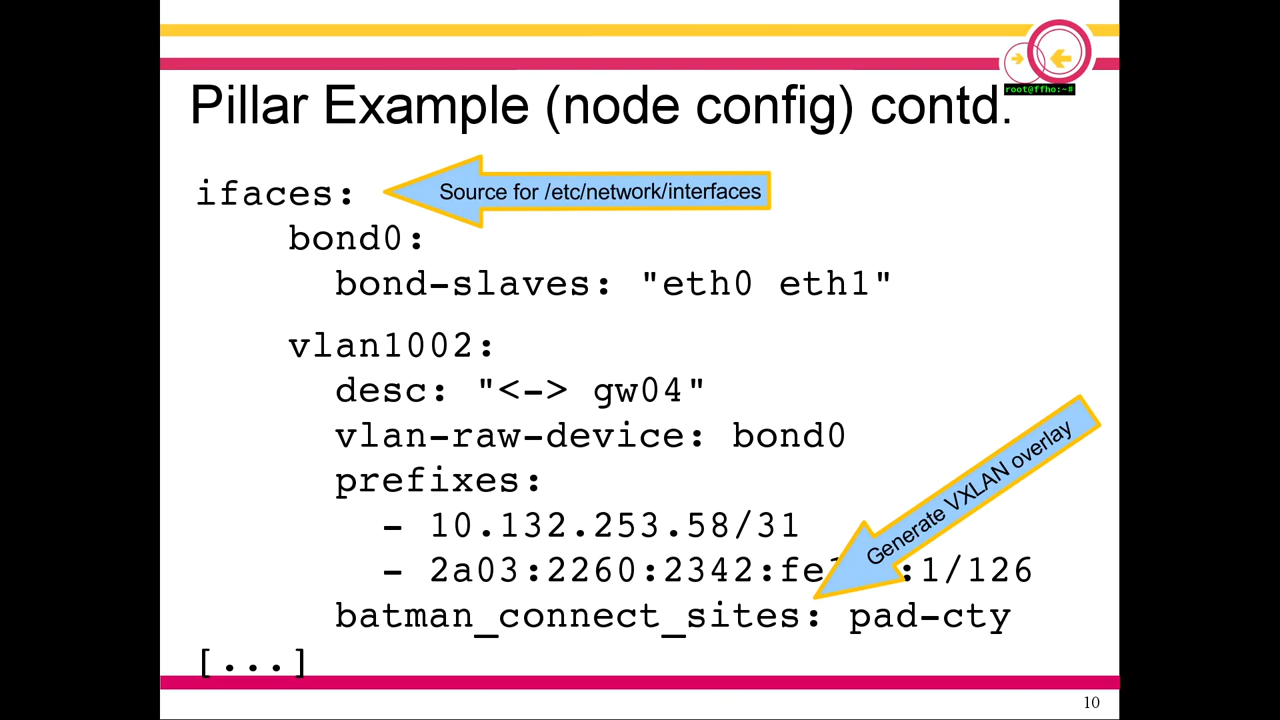 root@ffho:~#
Pillar Example (node config) contd.
ifaces:
Source for /etc/network/interfaces
bond0:
bond-slaves: "eth0 eth1"
vlan1002:
desc: "<-> gw04"
vlan-raw-device: bond0
prefixes:
- 10.132.253.58/31
Generate VXLAN overlay
- 2a03:2260:2342:fe :1/126
batman_connect_sites: pad-cty
[...]
10